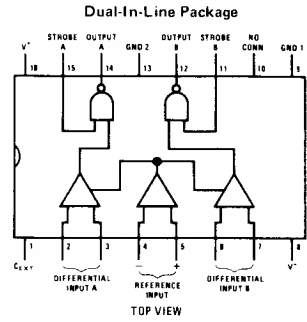 Dual-In-Line Package
STROBE OUTPUT OUTPUT STROBE NO
V+ A A GND 2 B B CONN GND 1
16 15 14 13 12 11 10 9
1 2 3 4 5 6 7 8
CEXT DIFFERENTIAL INPUT A − REFERENCE INPUT + DIFFERENTIAL INPUT B V−
TOP VIEW